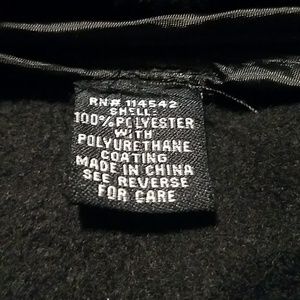 RN# 114542
SHELL:
100% POLYESTER
WITH
POLYURETHANE
COATING
MADE IN CHINA
SEE REVERSE
FOR CARE